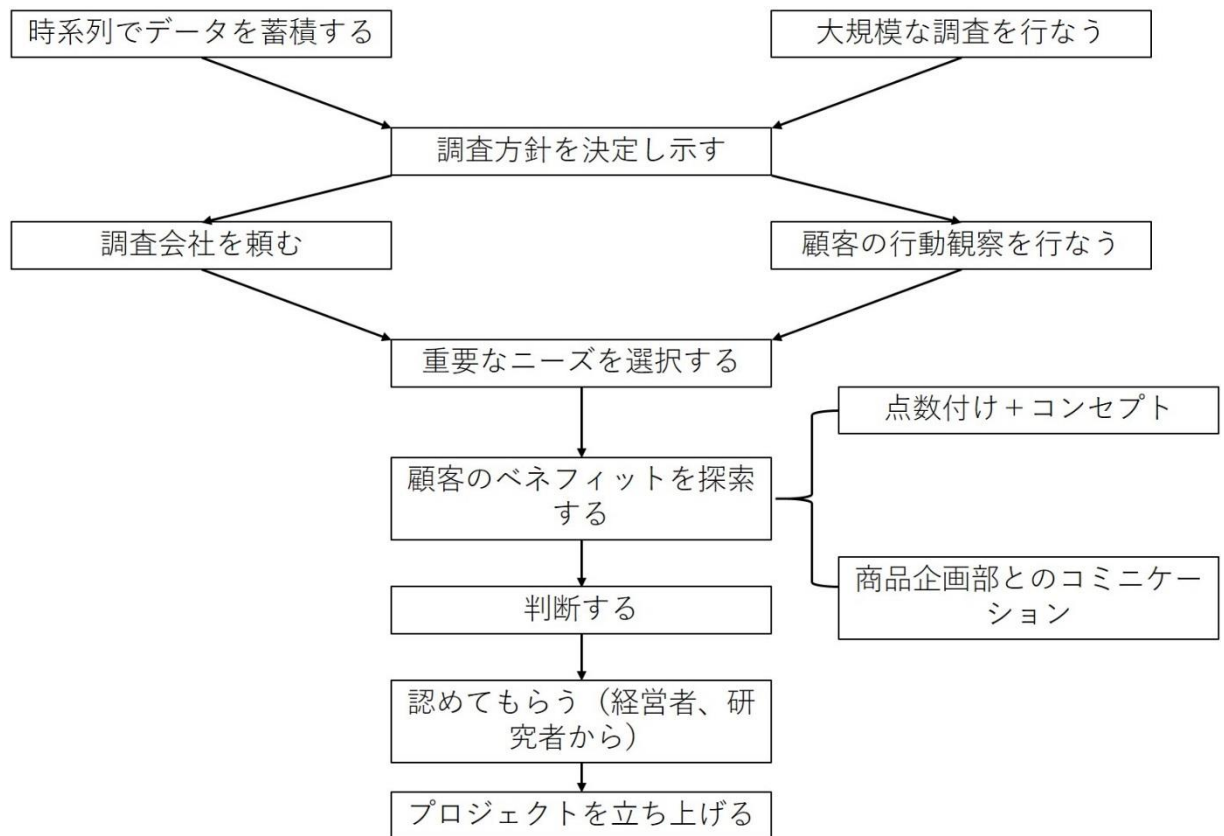 時系列でデータを蓄積する
大規模な調査を行なう
調査方針を決定し示す
調査会社を頼む
顧客の行動観察を行なう
重要なニーズを選択する
点数付け＋コンセプト
顧客のベネフィットを探索
する
商品企画部とのコミニケー
ション
判断する
認めてもらう（経営者、研
究者から）
プロジェクトを立ち上げる